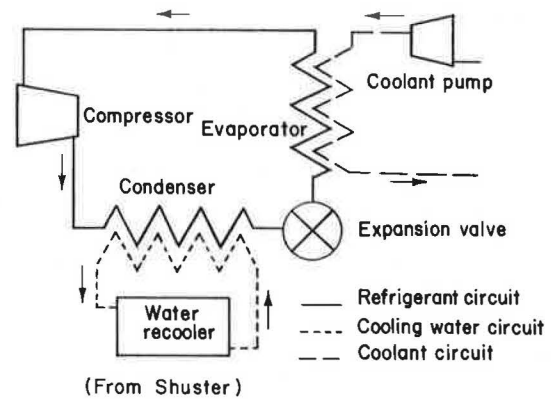 Coolant pump
Compressor
Evaporator
Condenser
Expansion valve
Water
recooler
Refrigerant circuit
Cooling water circuit
Coolant circuit
(From Shuster)